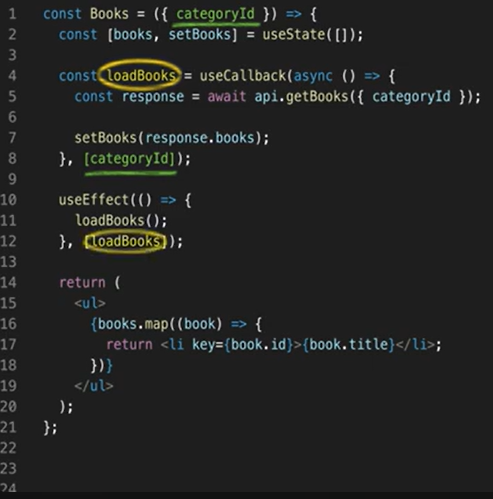 1 const Books = ({ categoryId }) => {
2 const [books, setBooks] = useState([]);
3
4 const loadBooks = useCallback(async () => {
5 const response = await api.getBooks({ categoryId });
6
7 setBooks(response.books);
8 }, [categoryId]);
9
10 useEffect(() => {
11 loadBooks();
12 }, [loadBooks]);
13
14 return (
15 <ul>
16 {books.map((book) => {
17 return <li key={book.id}>{book.title}</li>;
18 })}
19 </ul>
20 );
21 };
22
23
24